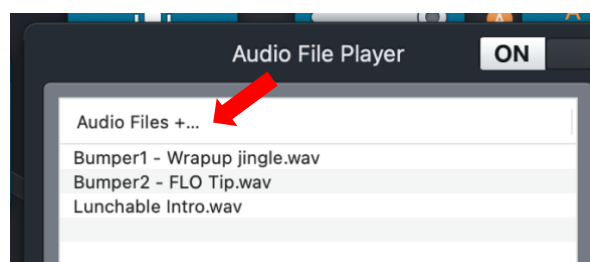 Audio File Player
ON
Audio Files +...
Bumper1 - Wrapup jingle.wav
Bumper2 - FLO Tip.wav
Lunchable Intro.wav